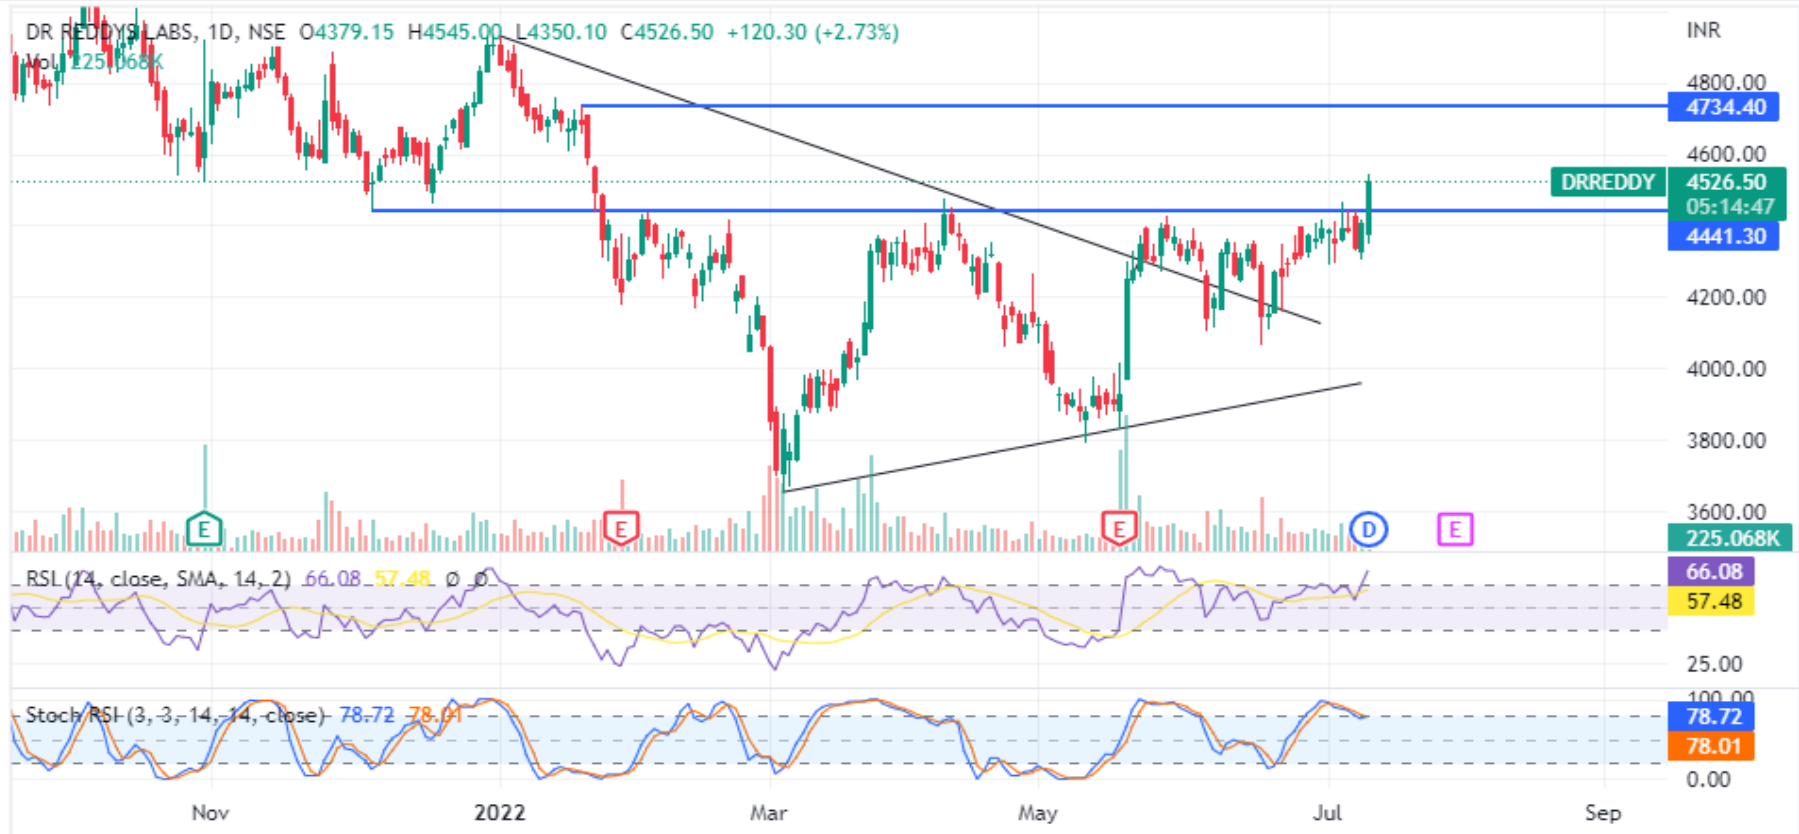 DR REDDYS LABS, 1D, NSE O4379.15 H4545.00 L4350.10 C4526.50 +120.30 (+2.73%)
Vol 225.068K
INR
4800.00
4734.40
4600.00
DRREDDY 4526.50
05:14:47
4441.30
4200.00
4000.00
3800.00
3600.00
E E E D E
225.068K
RSI (14, close, SMA, 14, 2) 66.08 57.48 Ø Ø
66.08
57.48
25.00
100.00
Stoch RSI (3, 3, 14, 14, close) 78.72 78.01
78.72
78.01
0.00
Nov 2022 Mar May Jul Sep